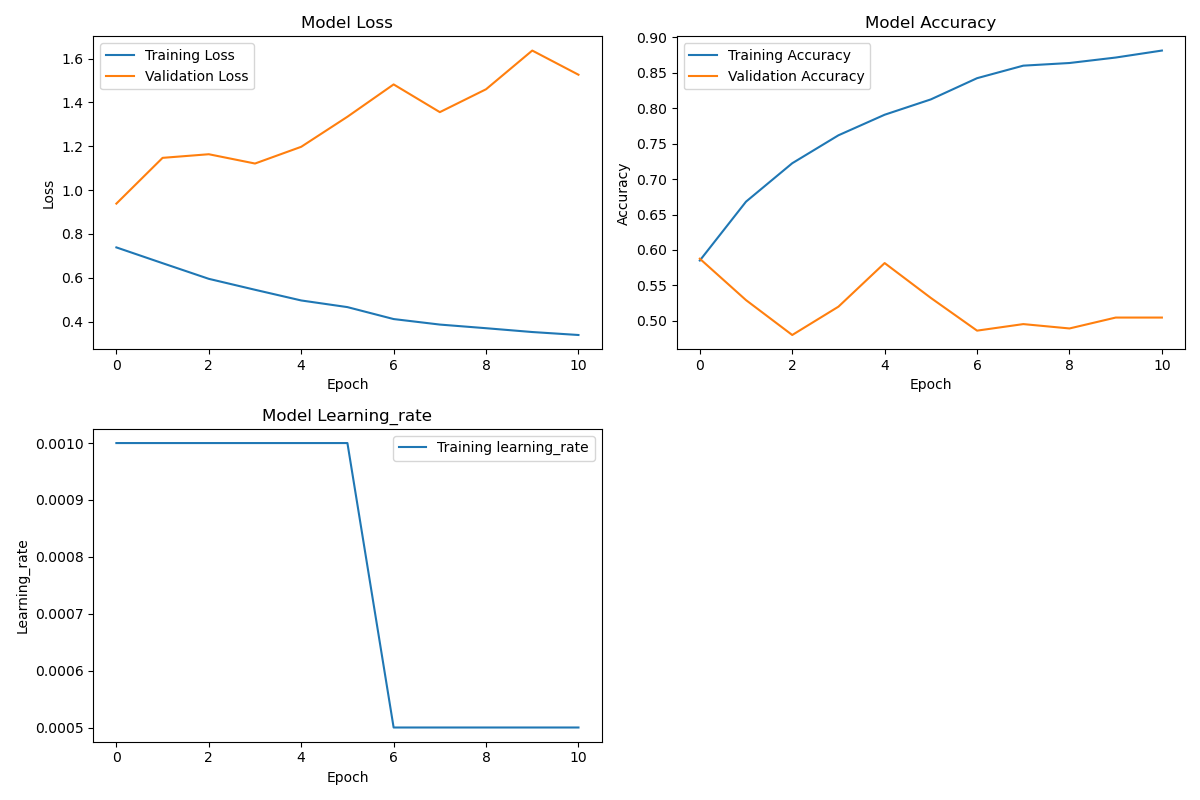 Model Loss
Training Loss
Validation Loss
1.6
1.4
1.2
1.0
0.8
0.6
0.4
Loss
0 2 4 6 8 10
Epoch
Model Accuracy
Training Accuracy
Validation Accuracy
0.90
0.85
0.80
0.75
0.70
0.65
0.60
0.55
0.50
Accuracy
0 2 4 6 8 10
Epoch
Model Learning_rate
Training learning_rate
0.0010
0.0009
0.0008
0.0007
0.0006
0.0005
Learning_rate
0 2 4 6 8 10
Epoch